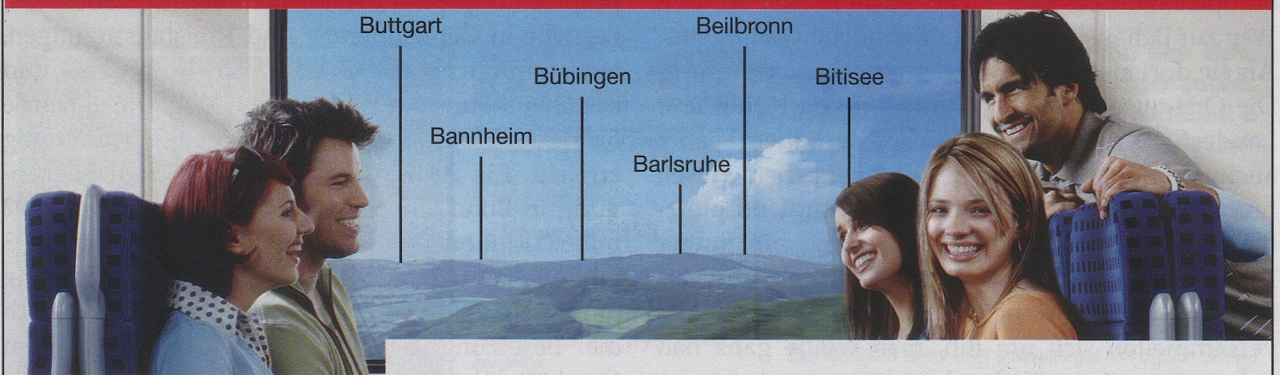 Buttgart
Beilbronn
Bübingen
Bitisee
Bannheim
Barlsruhe